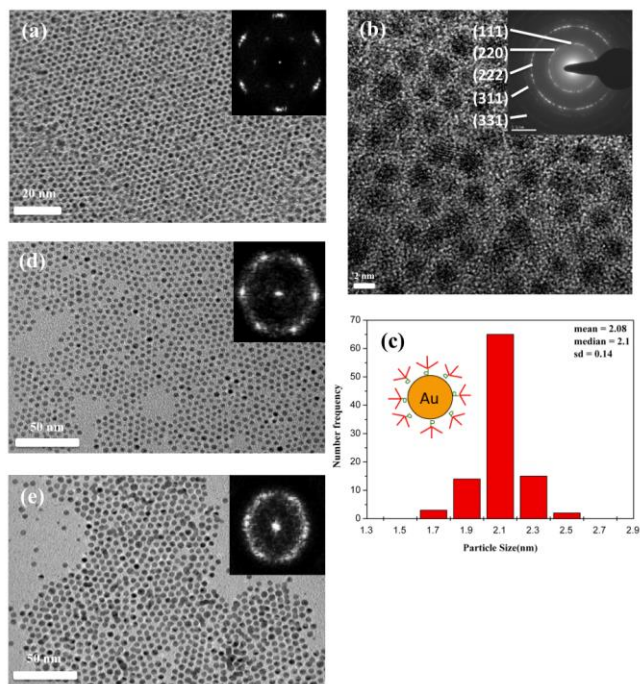 (a)
20 nm
(b)
(111)
(220)
(222)
(311)
(331)
2 nm
(d)
50 nm
(c)
mean = 2.08
median = 2.1
sd = 0.14
Au
Number frequency
70
60
50
40
30
20
10
0
1.3 1.5 1.7 1.9 2.1 2.3 2.5 2.7 2.9
Particle Size(nm)
(e)
50 nm